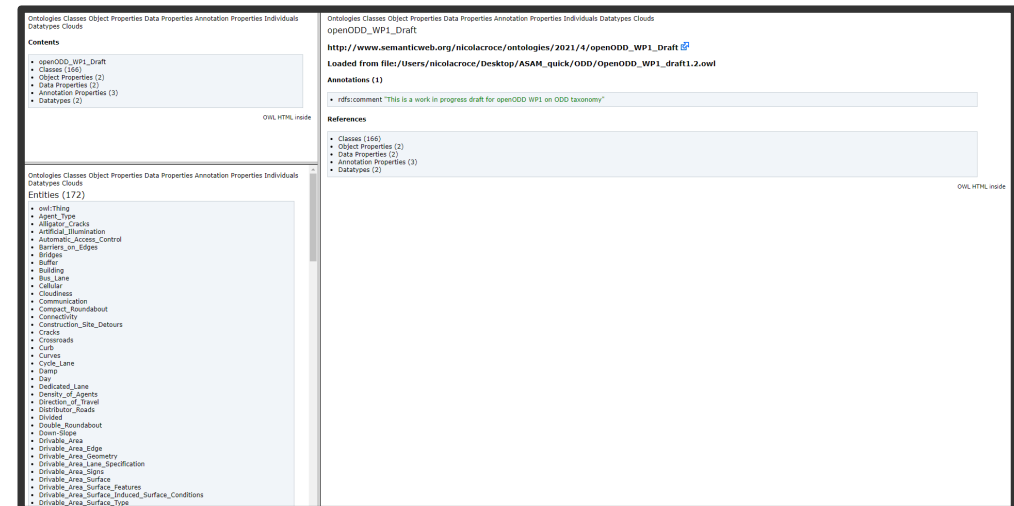 Ontologies Classes Object Properties Data Properties Annotation Properties Individuals
Datatypes Clouds
Contents
openODD_WP1_Draft
Classes (166)
Object Properties (2)
Data Properties (2)
Annotation Properties (3)
Datatypes (2)
OWL HTML inside
Ontologies Classes Object Properties Data Properties Annotation Properties Individuals
Datatypes Clouds
Entities (172)
owl:Thing
Agent_Type
Alligator_Cracks
Artificial_Illumination
Automatic_Access_Control
Barriers_on_Edges
Bridges
Buffer
Building
Bus_Lane
Cellular
Cloudiness
Communication
Compact_Roundabout
Connectivity
Construction_Site_Detours
Cracks
Crossroads
Curb
Curves
Cycle_Lane
Damp
Day
Dedicated_Lane
Density_of_Agents
Direction_of_Travel
Distributor_Roads
Divided
Double_Roundabout
Down-Slope
Drivable_Area
Drivable_Area_Edge
Drivable_Area_Geometry
Drivable_Area_Lane_Specification
Drivable_Area_Signs
Drivable_Area_Surface
Drivable_Area_Surface_Features
Drivable_Area_Surface_Induced_Surface_Conditions
Drivable_Area_Surface_Type
Ontologies Classes Object Properties Data Properties Annotation Properties Individuals Datatypes Clouds
openODD_WP1_Draft
http://www.semanticweb.org/nicolacroce/ontologies/2021/4/openODD_WP1_Draft
Loaded from file:/Users/nicolacroce/Desktop/ASAM_quick/ODD/OpenODD_WP1_draft1.2.owl
Annotations (1)
rdfs:comment "This is a work in progress draft for openODD WP1 on ODD taxonomy"
References
Classes (166)
Object Properties (2)
Data Properties (2)
Annotation Properties (3)
Datatypes (2)
OWL HTML inside